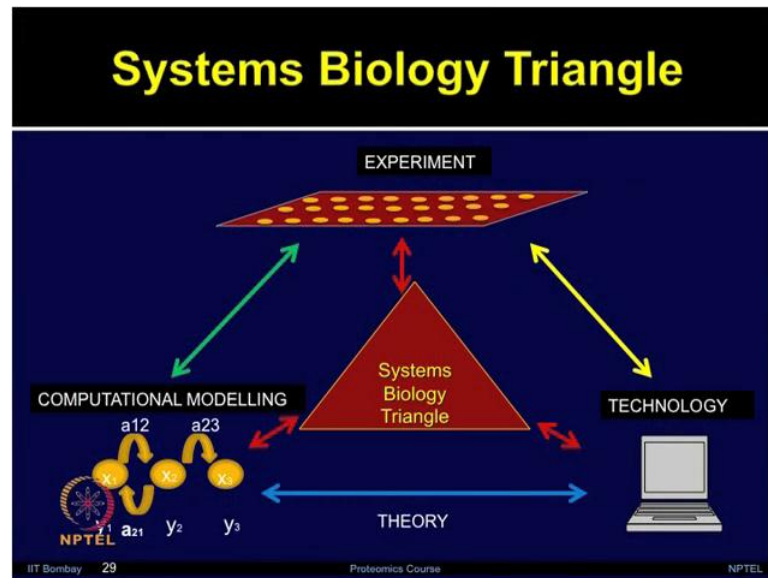 Systems Biology Triangle
EXPERIMENT
Systems
Biology
Triangle
COMPUTATIONAL MODELLING
TECHNOLOGY
a12 a23
x₁ x₂ x₃
a₂₁ y₂ y₃
THEORY
NPTEL
IIT Bombay 29 Proteomics Course NPTEL